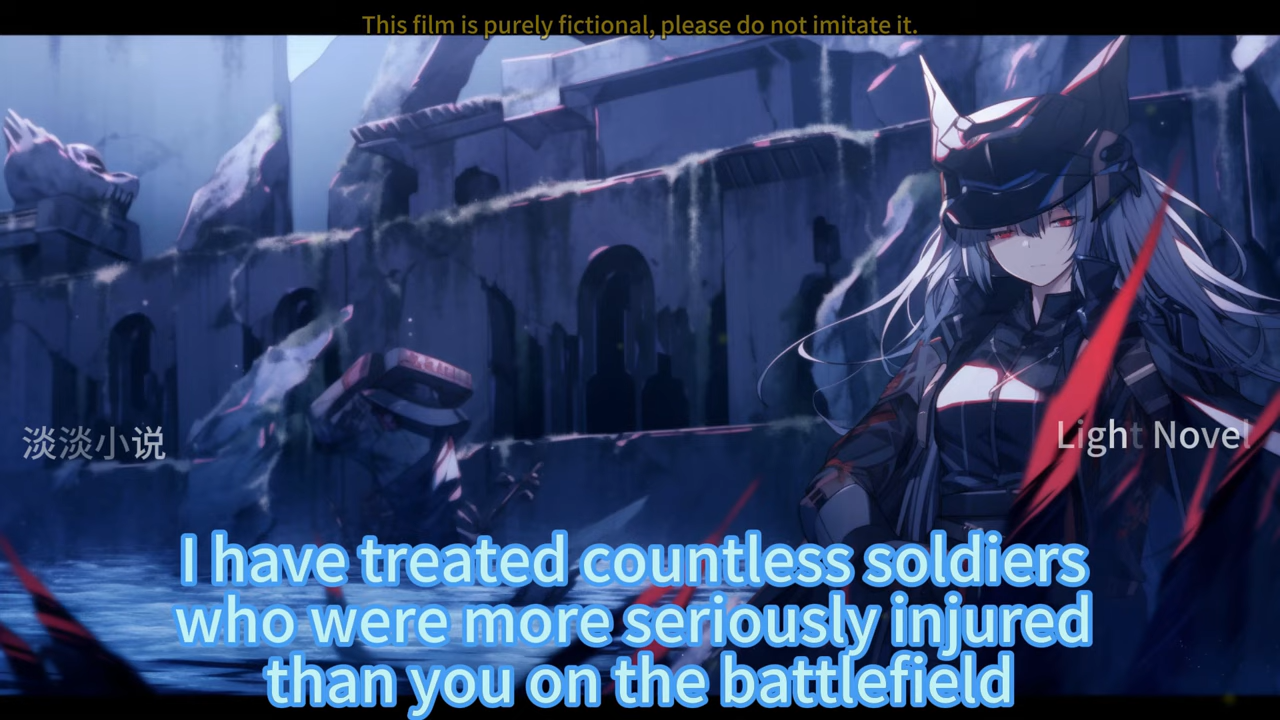 This film is purely fictional, please do not imitate it.
淡淡小说
Light Novel
I have treated countless soldiers
who were more seriously injured
than you on the battlefield